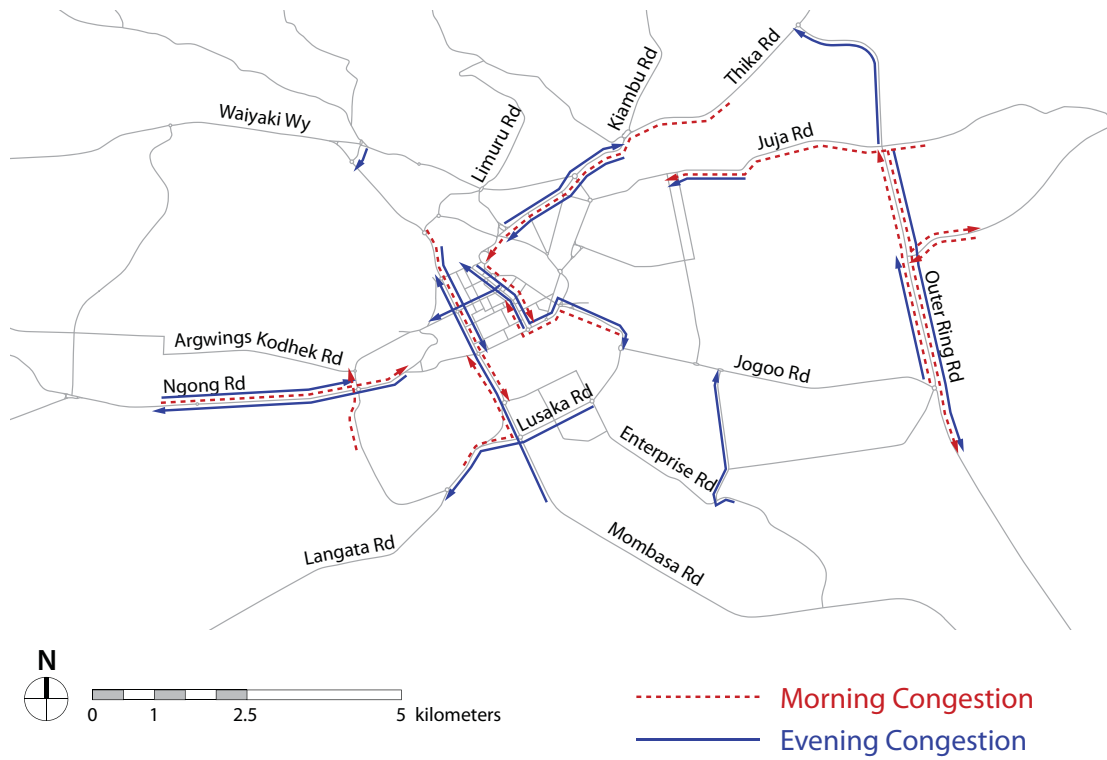 Thika Rd
Kiambu Rd
Waiyaki Wy
Limuru Rd
Juja Rd
Outer Ring Rd
Argwings Kodhek Rd
Jogoo Rd
Ngong Rd
Lusaka Rd
Enterprise Rd
Langata Rd
Mombasa Rd
N
0 1 2.5 5 kilometers
Morning Congestion
Evening Congestion